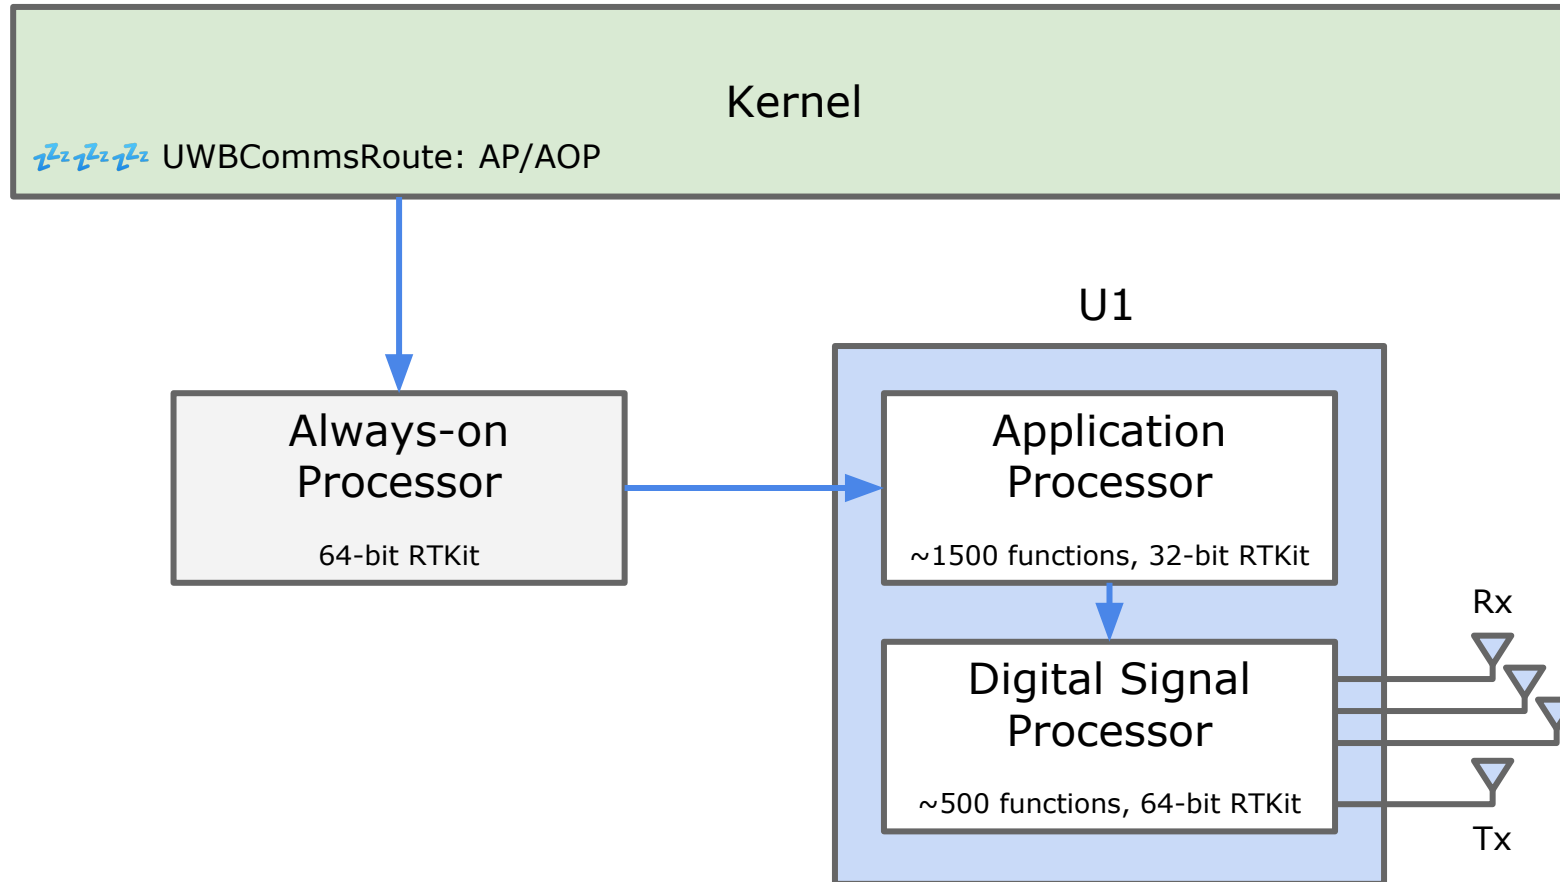 Kernel
💤💤💤 UWBCommsRoute: AP/AOP
U1
Always-on
Processor
64-bit RTKit
Application
Processor
~1500 functions, 32-bit RTKit
Rx
Digital Signal
Processor
~500 functions, 64-bit RTKit
Tx